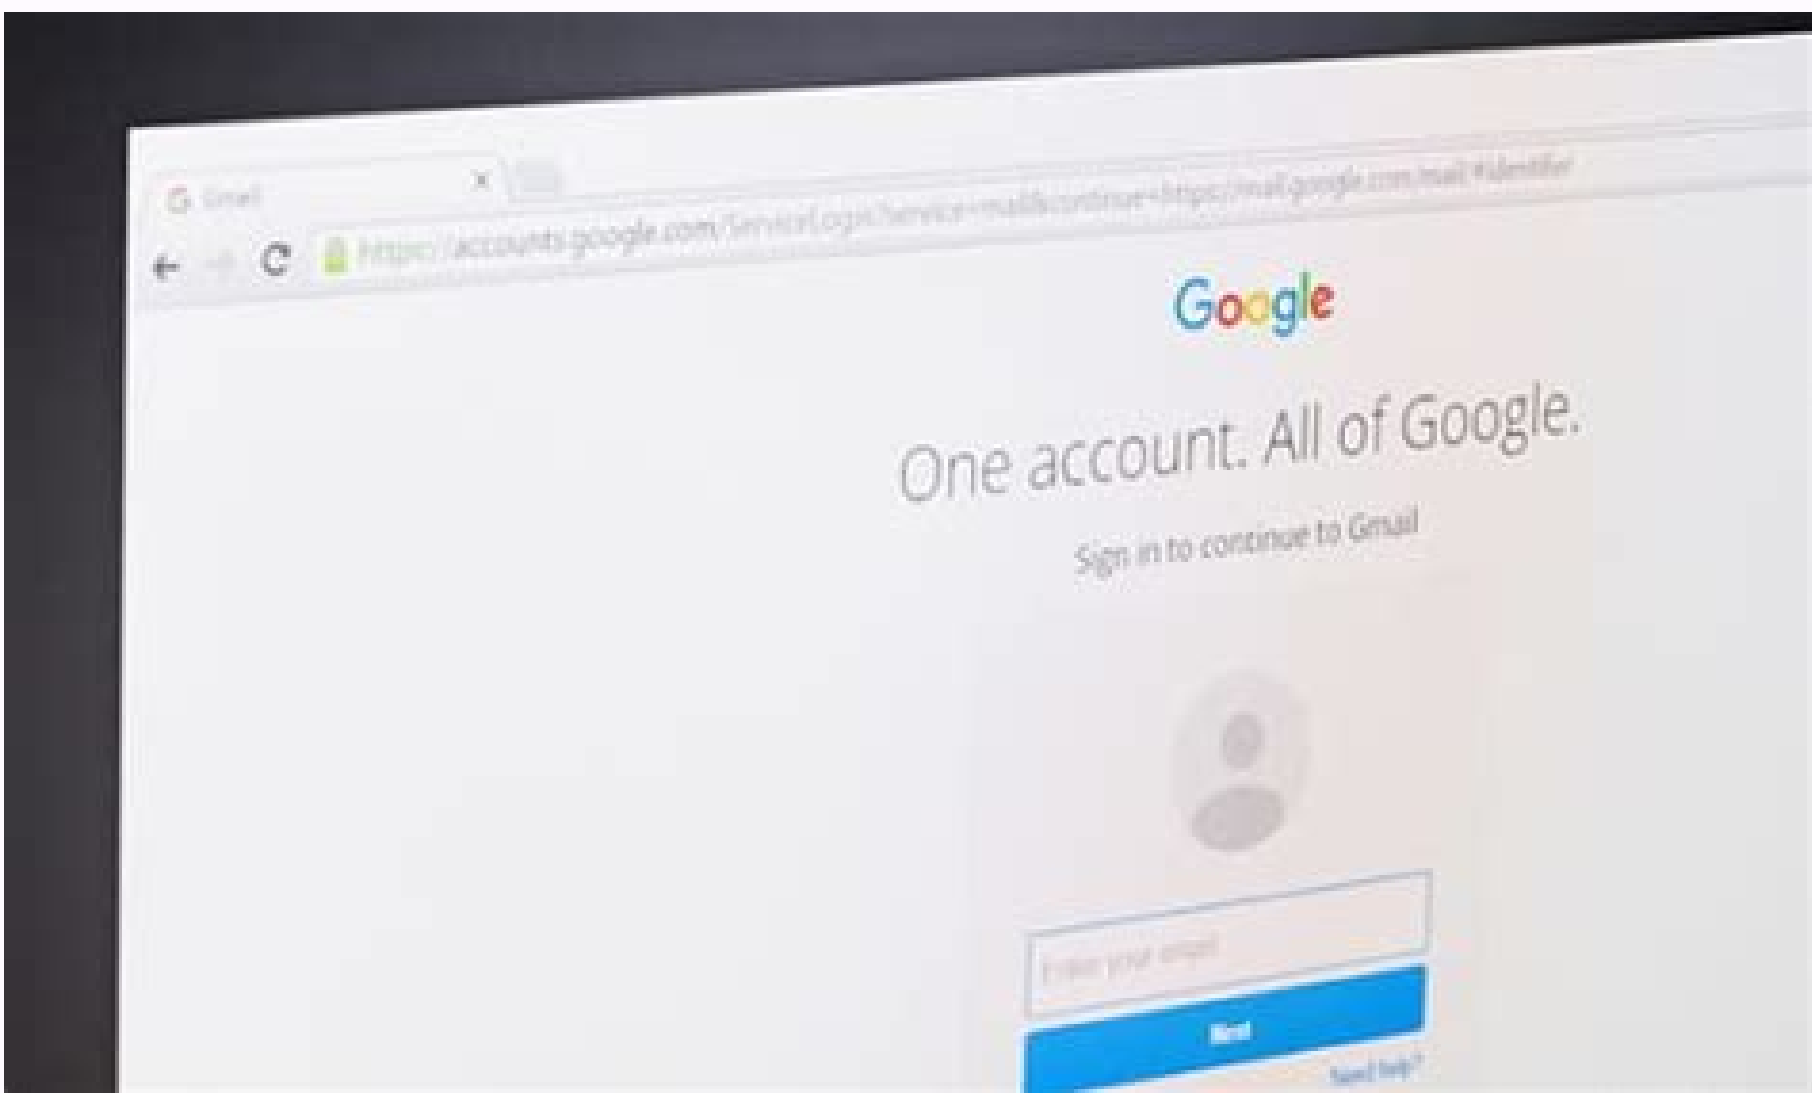 Gmail
https://accounts.google.com/ServiceLogin?service=mail&continue=https://mail.google.com/mail/#identifier
Google
One account. All of Google.
Sign in to continue to Gmail
Enter your email
Next
Need help?